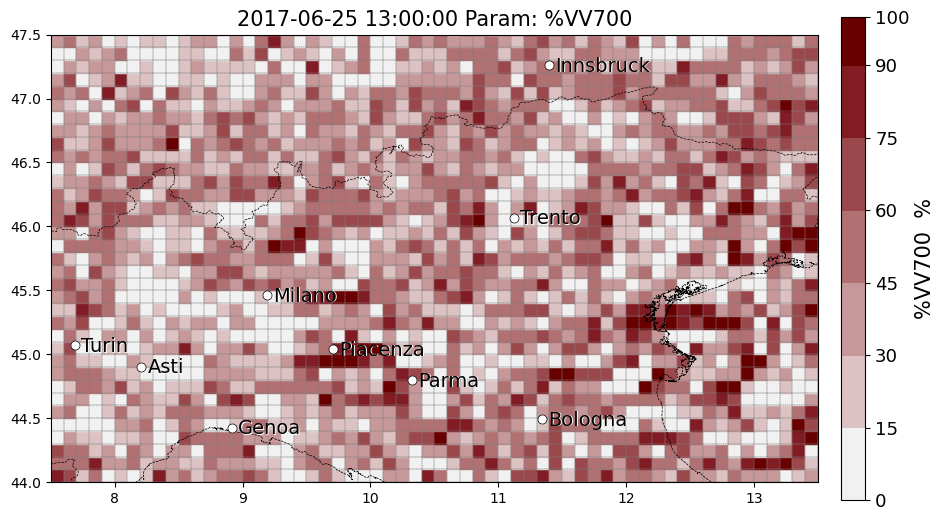 2017-06-25 13:00:00 Param: %VV700
47.5
47.0
46.5
46.0
45.5
45.0
44.5
44.0
8
9
10
11
12
13
Innsbruck
Trento
Milano
Turin
Piacenza
Asti
Parma
Genoa
Bologna
100
90
75
60
45
30
15
0
%VV700 %